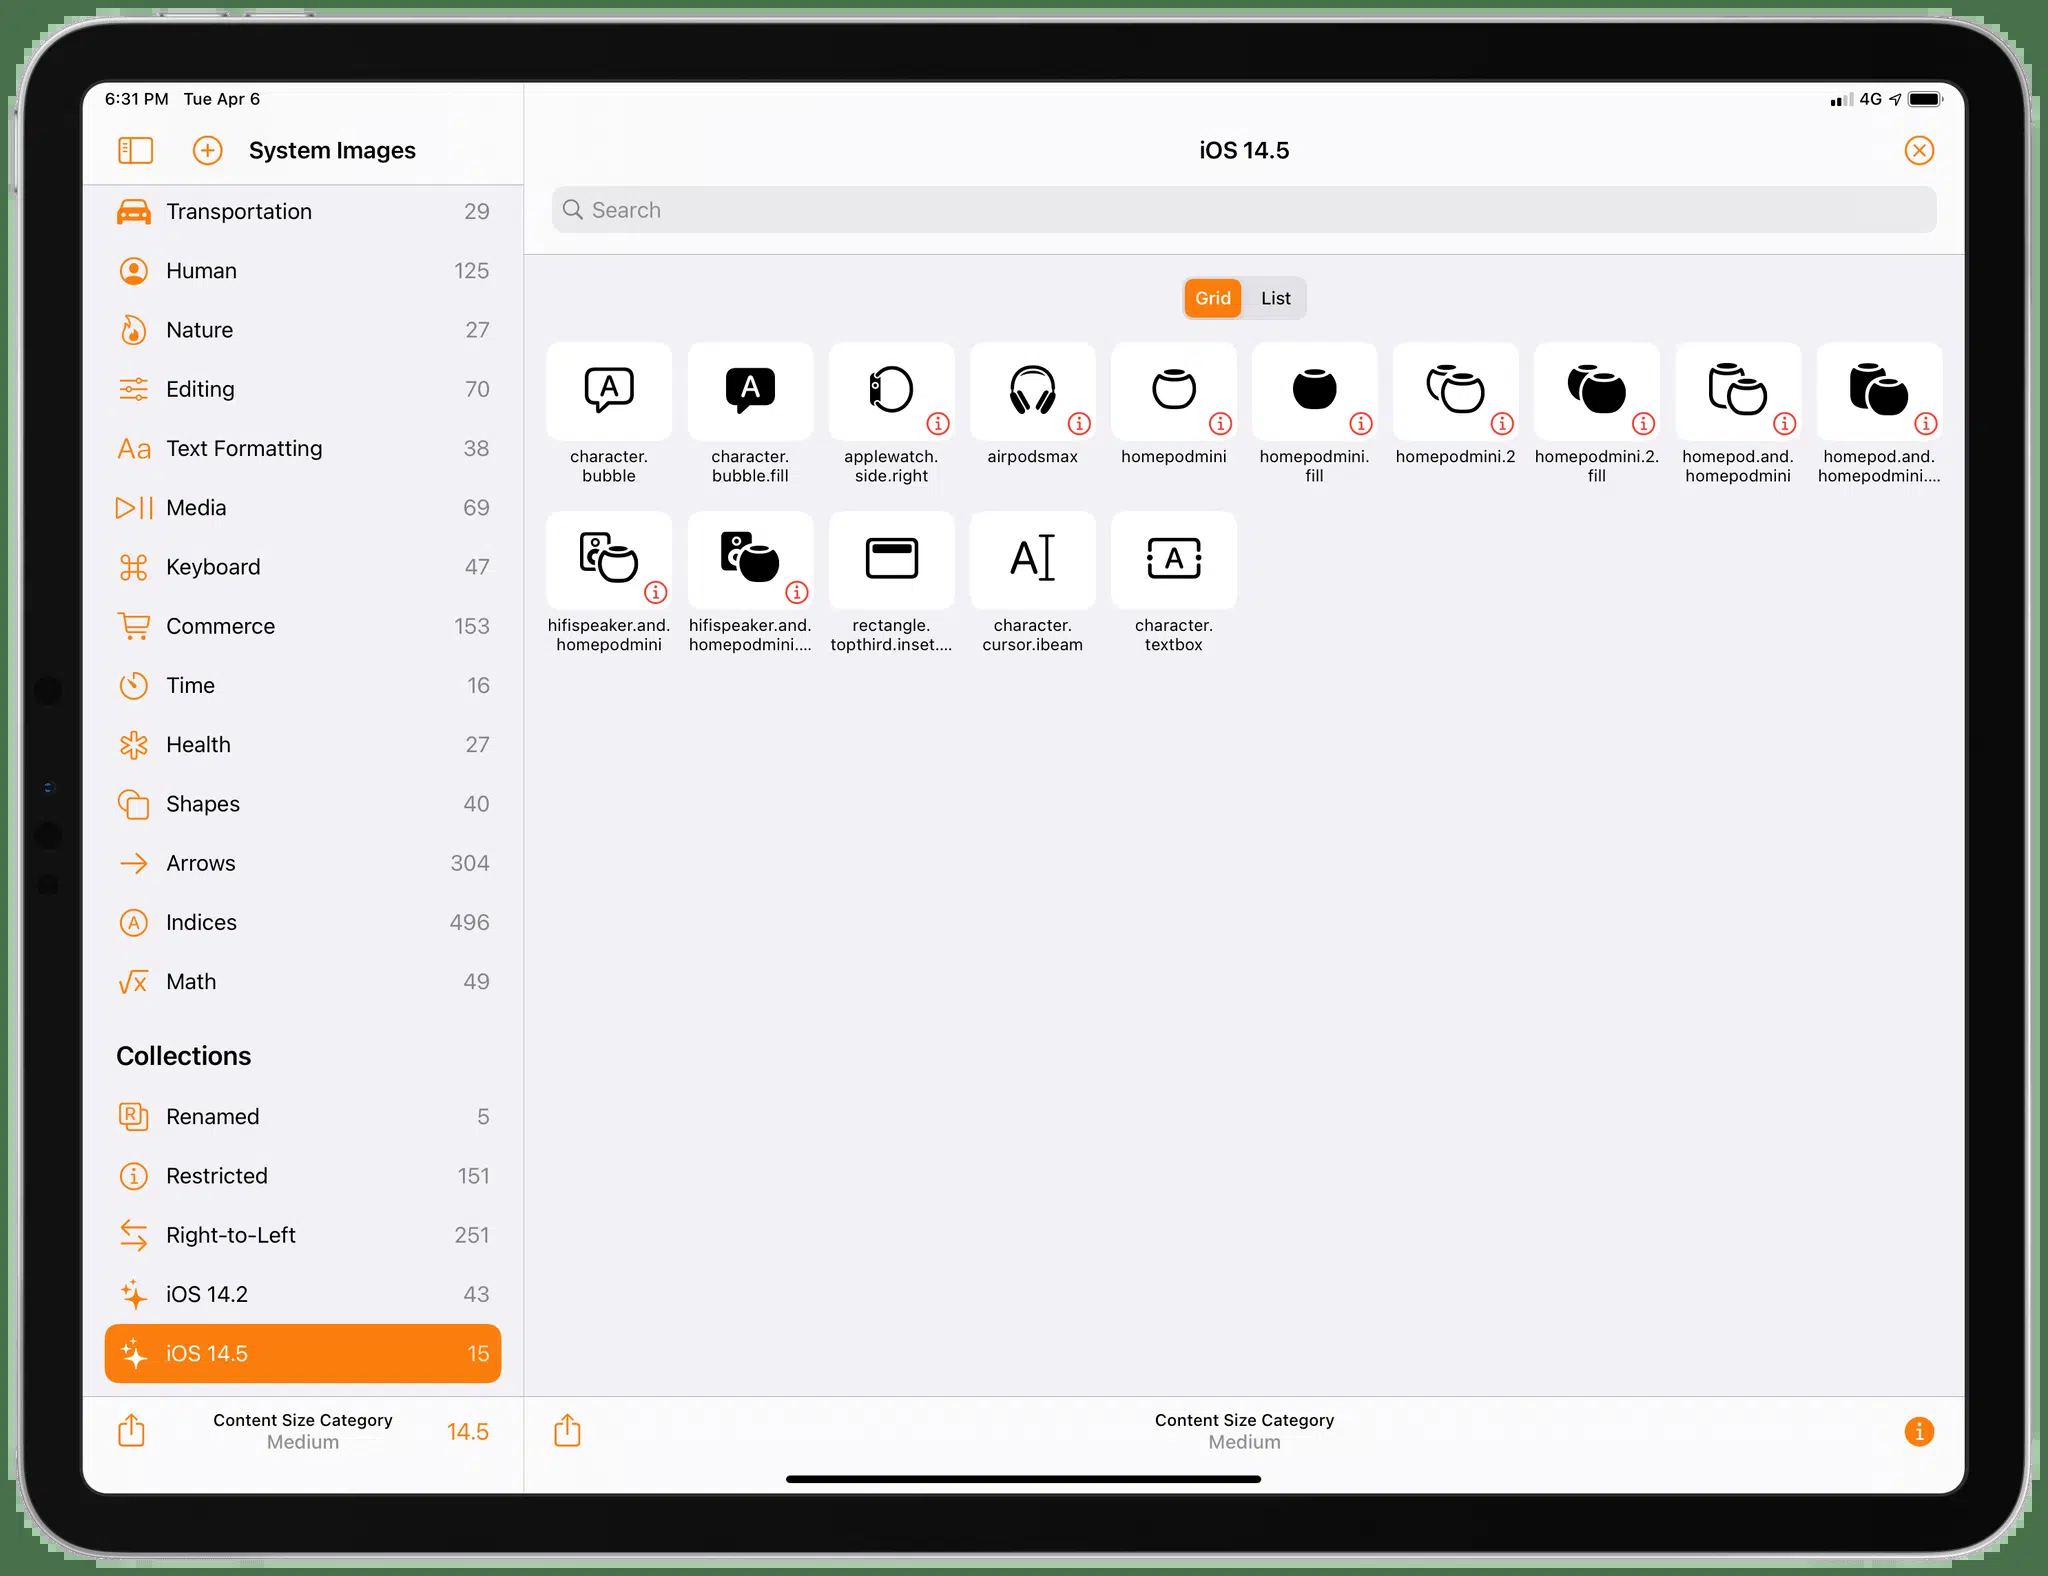 6:31 PM Tue Apr 6
4G
System Images
Transportation 29
Human 125
Nature 27
Editing 70
Aa Text Formatting 38
Media 69
Keyboard 47
Commerce 153
Time 16
Health 27
Shapes 40
Arrows 304
A Indices 496
√x Math 49
Collections
R Renamed 5
i Restricted 151
Right-to-Left 251
iOS 14.2 43
iOS 14.5 15
Content Size Category
Medium
14.5
iOS 14.5
Search
Grid List
A A i i i i i i i i
character. character. applewatch. airpodsmax homepodmini homepodmini. homepodmini.2 homepodmini.2. homepod.and. homepod.and.
bubble bubble.fill side.right fill fill homepodmini homepodmini....
i i A A
hifispeaker.and. hifispeaker.and. rectangle. character. character.
homepodmini homepodmini.... topthird.inset.... cursor.ibeam textbox
Content Size Category
Medium
i